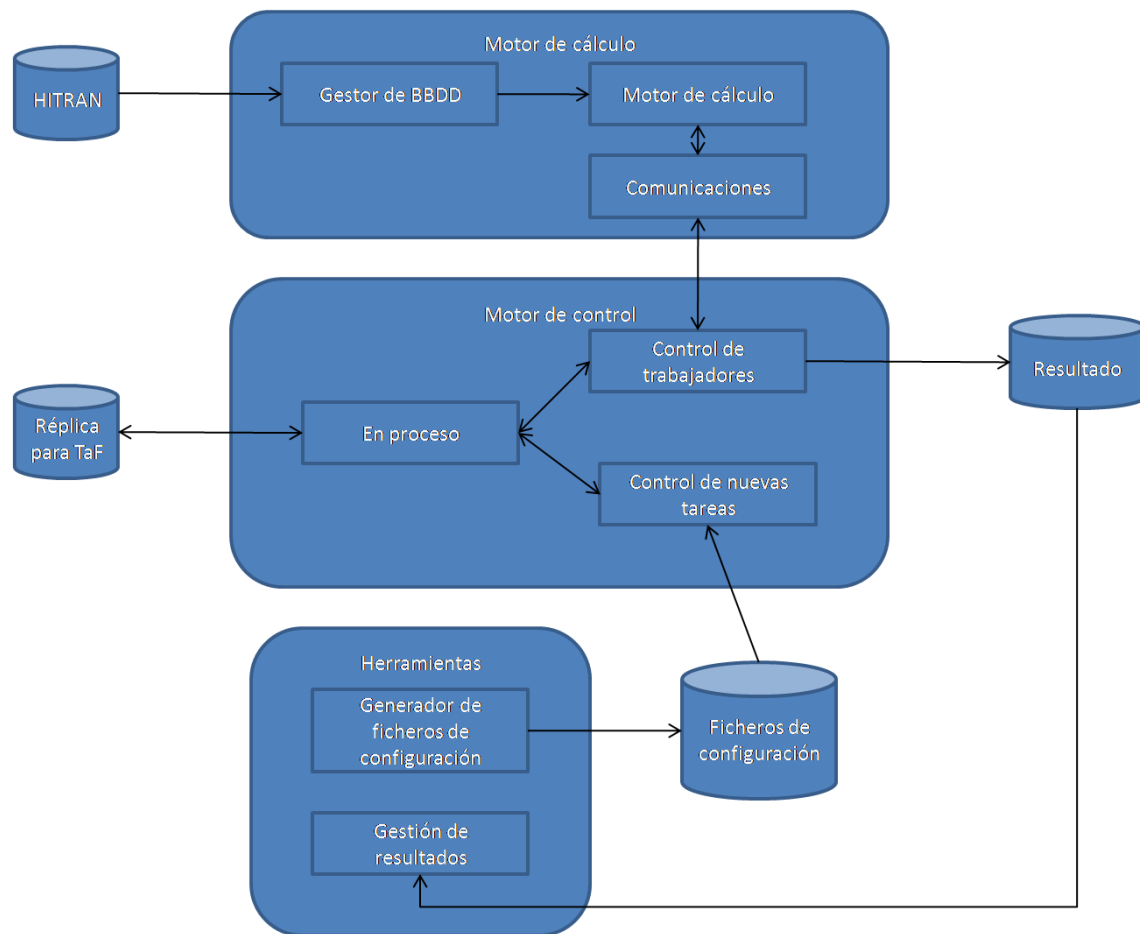 Motor de cálculo
HITRAN
Gestor de BBDD
Motor de cálculo
Comunicaciones
Motor de control
Control de
trabajadores
Resultado
Réplica
para TaF
En proceso
Control de nuevas
tareas
Herramientas
Generador de
ficheros de
configuración
Ficheros de
configuración
Gestión de
resultados